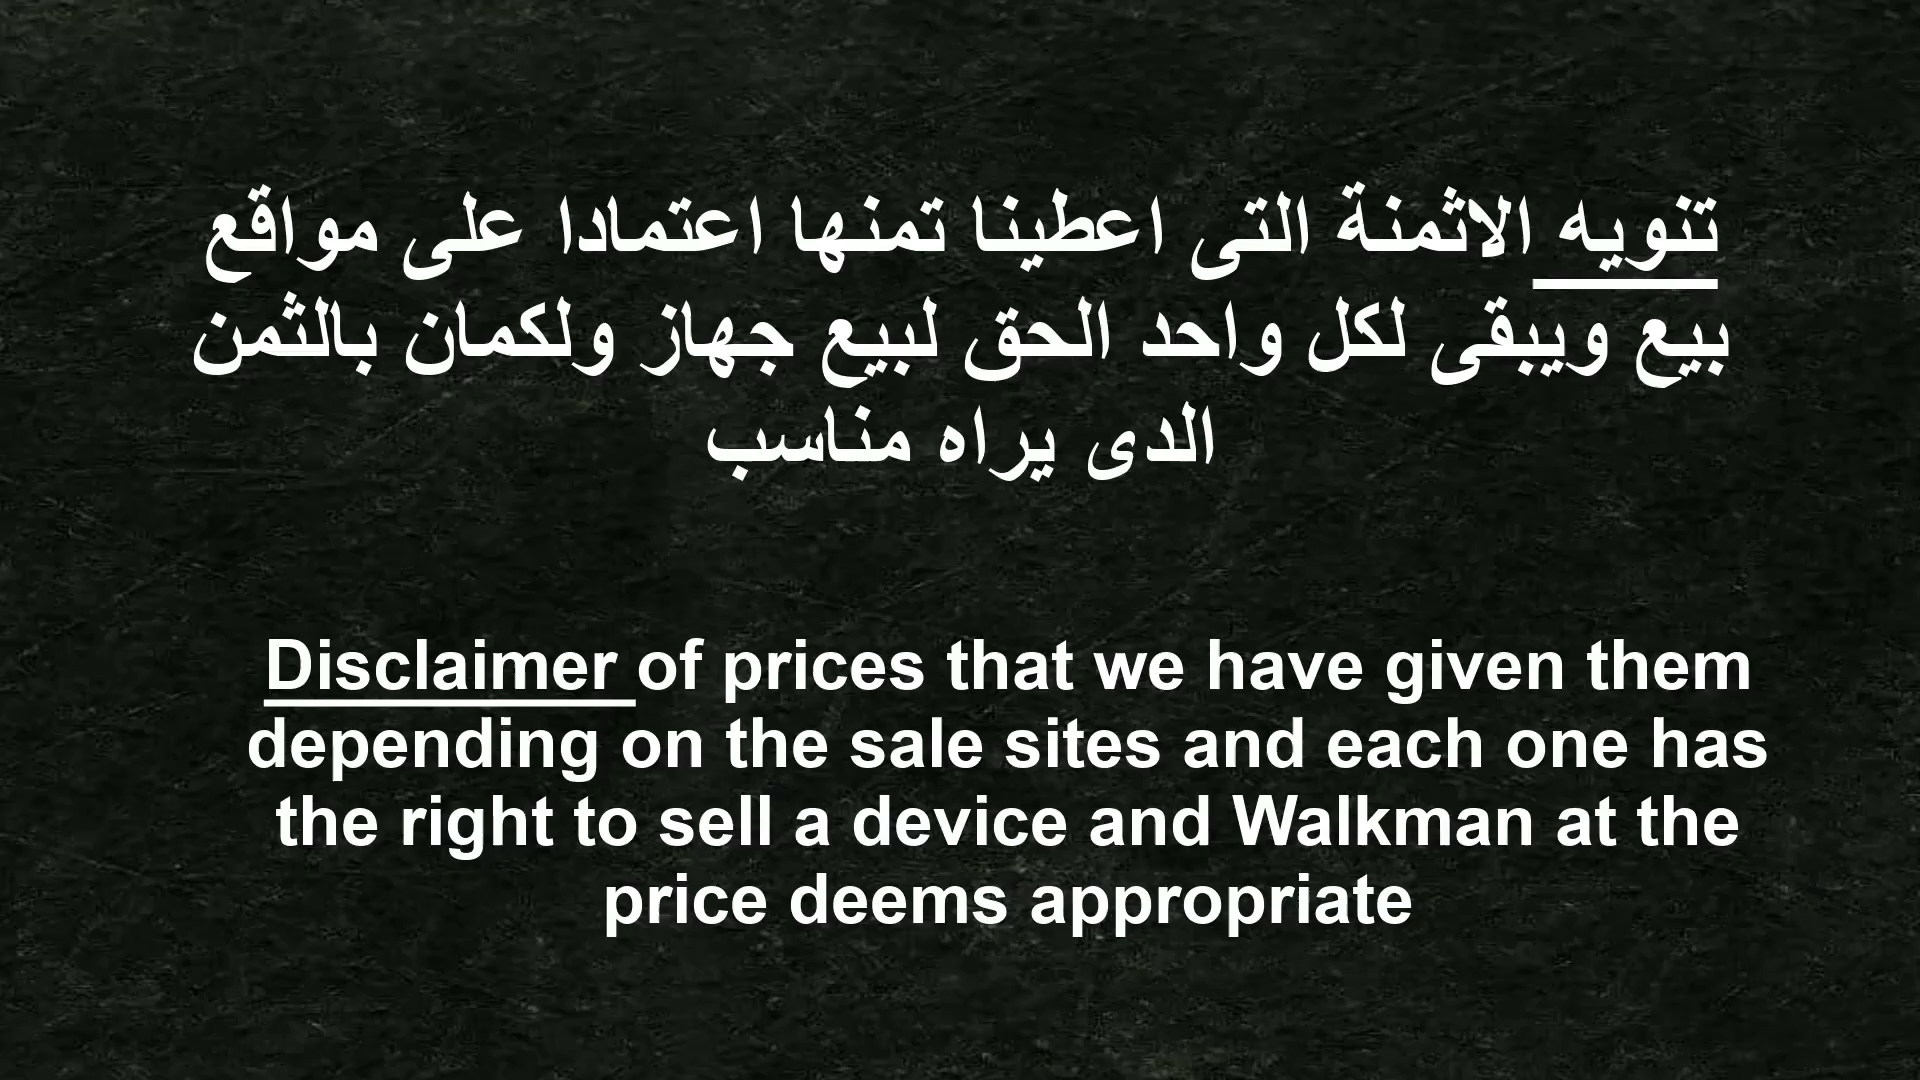 تنويه الاثمنة التى اعطينا تمنها اعتمادا على مواقع
بيع ويبقى لكل واحد الحق لبيع جهاز ولكمان بالثمن
الدى يراه مناسب
Disclaimer of prices that we have given them
depending on the sale sites and each one has
the right to sell a device and Walkman at the
price deems appropriate